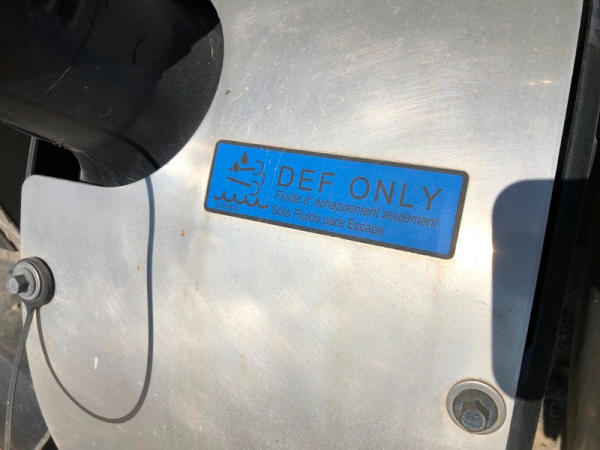 DEF ONLY
Fluide d' échappement seulement
Sólo Fluido para Escape